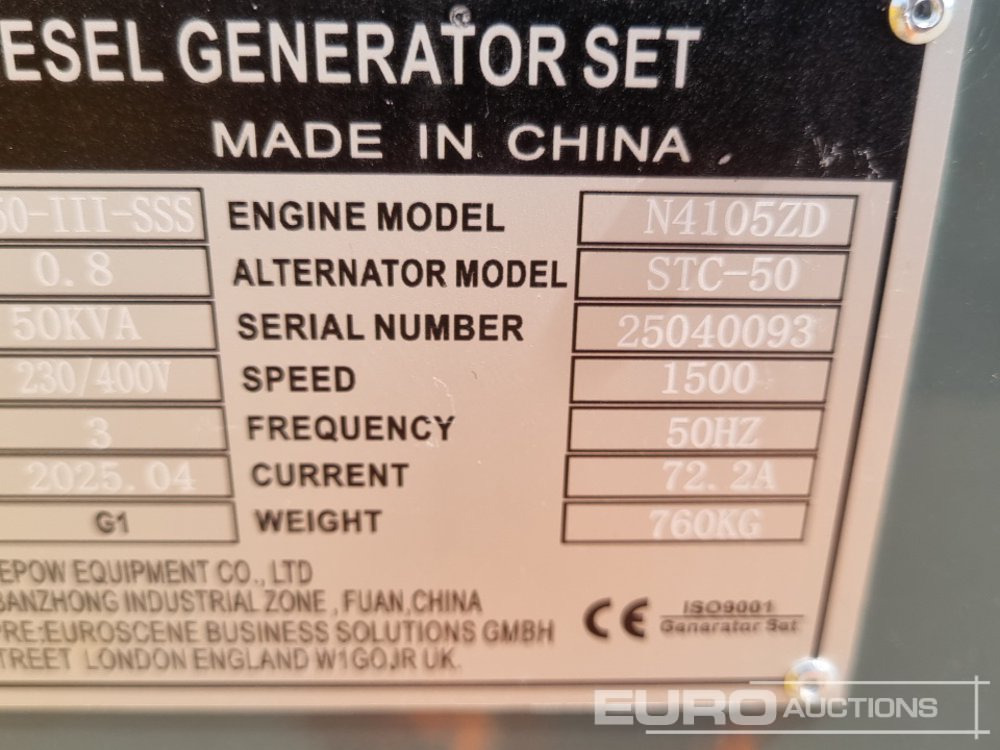 ESEL GENERATOR SET
MADE IN CHINA
50-III-SSS ENGINE MODEL N4105ZD
0.8 ALTERNATOR MODEL STC-50
50KVA SERIAL NUMBER 25040093
230/400V SPEED 1500
3 FREQUENCY 50HZ
2025.04 CURRENT 72.2A
G1 WEIGHT 760KG
EPOW EQUIPMENT CO., LTD
BANZHONG INDUSTRIAL ZONE , FUAN,CHINA
PRE:EUROSCENE BUSINESS SOLUTIONS GMBH
TREET LONDON ENGLAND W1GOJR UK.
CE ISO9001
Genarator Set
EURO AUCTIONS